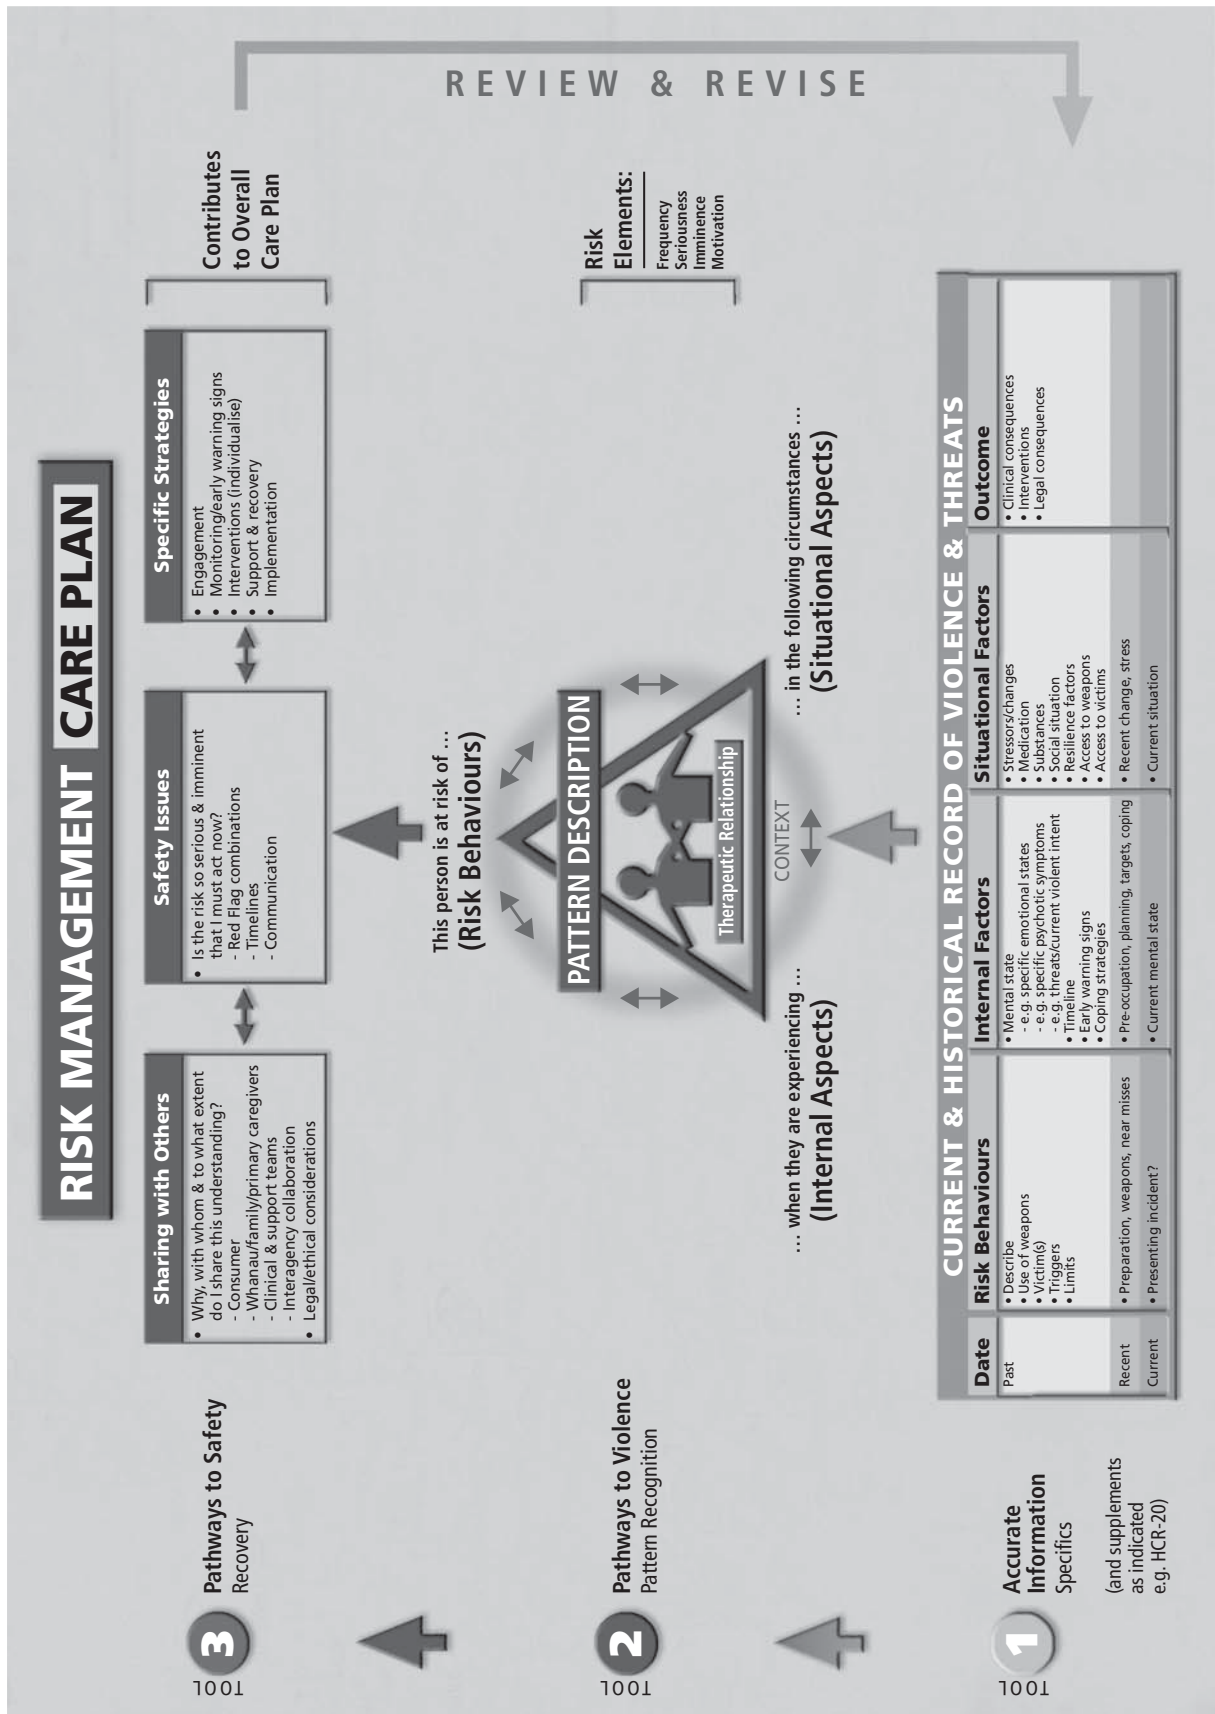 RISK MANAGEMENT CARE PLAN
TOOL
3
Pathways to Safety
Recovery
Sharing with Others
• Why, with whom & to what extent
do I share this understanding?
- Consumer
- Whanau/family/primary caregivers
- Clinical & support teams
- Interagency collaboration
• Legal/ethical considerations
Safety Issues
• Is the risk so serious & imminent
that I must act now?
- Red Flag combinations
- Timelines
- Communication
Specific Strategies
• Engagement
• Monitoring/early warning signs
• Interventions (individualise)
• Support & recovery
• Implementation
Contributes
to Overall
Care Plan
REVIEW & REVISE
TOOL
2
Pathways to Violence
Pattern Recognition
This person is at risk of ...
(Risk Behaviours)
PATTERN DESCRIPTION
Therapeutic Relationship
CONTEXT
... when they are experiencing ...
(Internal Aspects)
... in the following circumstances ...
(Situational Aspects)
Risk
Elements:
Frequency
Seriousness
Imminence
Motivation
TOOL
1
Accurate
Information
Specifics
(and supplements
as indicated
e.g. HCR-20)
CURRENT & HISTORICAL RECORD OF VIOLENCE & THREATS
Date
Risk Behaviours
Internal Factors
Situational Factors
Outcome
Past
• Describe
• Use of weapons
• Victim(s)
• Triggers
• Limits
• Mental state
- e.g. specific emotional states
- e.g. specific psychotic symptoms
- e.g. threats/current violent intent
• Timeline
• Early warning signs
• Coping strategies
• Stressors/changes
• Medication
• Substances
• Social situation
• Resilience factors
• Access to weapons
• Access to victims
• Clinical consequences
• Interventions
• Legal consequences
Recent
• Preparation, weapons, near misses
• Pre-occupation, planning, targets, coping
• Recent change, stress
Current
• Presenting incident?
• Current mental state
• Current situation